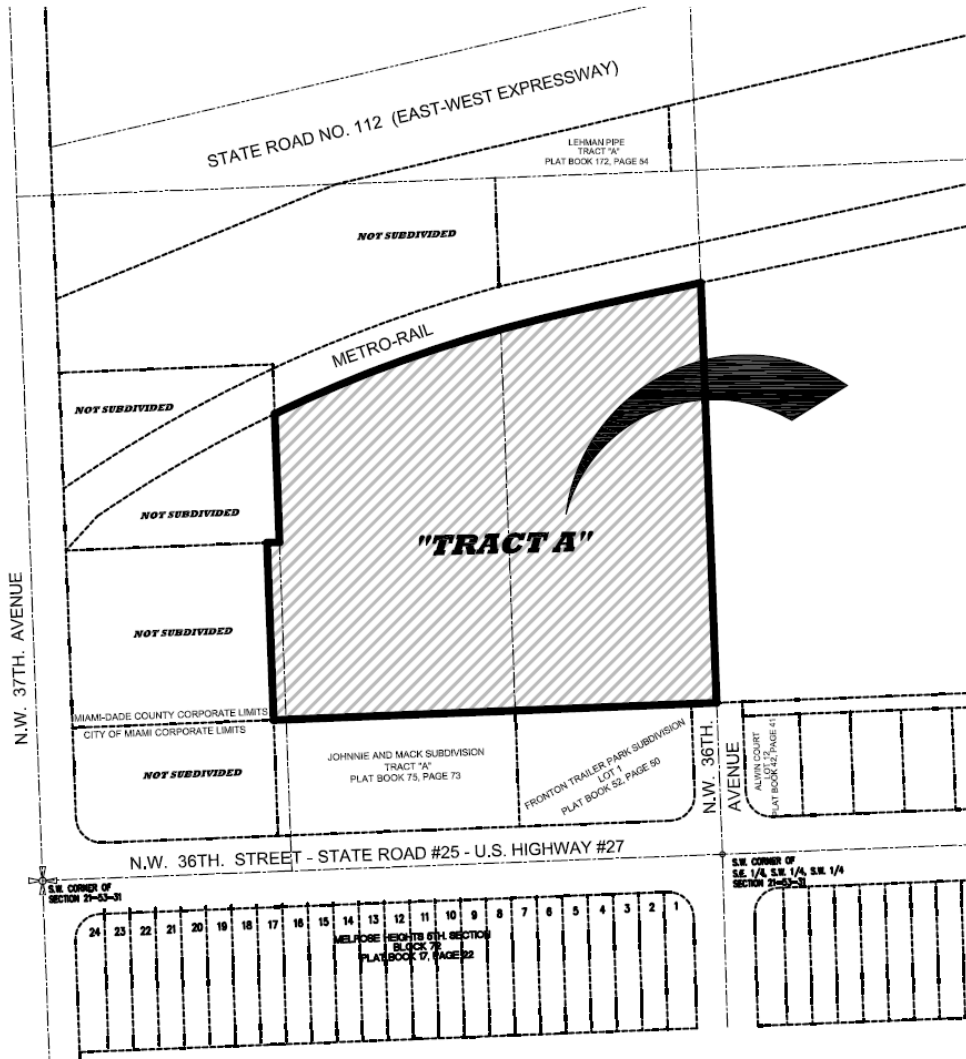 STATE ROAD NO. 112 (EAST-WEST EXPRESSWAY)
LEHMAN PIPE
TRACT "A"
PLAT BOOK 172, PAGE 54
NOT SUBDIVIDED
METRO-RAIL
NOT SUBDIVIDED
NOT SUBDIVIDED
"TRACT A"
N.W. 37TH. AVENUE
NOT SUBDIVIDED
MIAMI-DADE COUNTY CORPORATE LIMITS
CITY OF MIAMI CORPORATE LIMITS
NOT SUBDIVIDED
JOHNNIE AND MACK SUBDIVISION
TRACT "A"
PLAT BOOK 75, PAGE 73
FRONTON TRAILER PARK SUBDIVISION
LOT 1
PLAT BOOK 52, PAGE 50
N.W. 36TH.
AVENUE
ALWIN COURT
LOT 12
PLAT BOOK 42, PAGE 41
N.W. 36TH. STREET - STATE ROAD #25 - U.S. HIGHWAY #27
S.W. CORNER OF
SECTION 21-53-31
S.W. CORNER OF
S.E. 1/4, S.W. 1/4, S.W. 1/4
SECTION 21-53-31
24 23 22 21 20 19 18 17 16 15 14 13 12 11 10 9 8 7 6 5 4 3 2 1
MELROSE HEIGHTS 5TH. SECTION
BLOCK 72
PLAT BOOK 17, PAGE 22